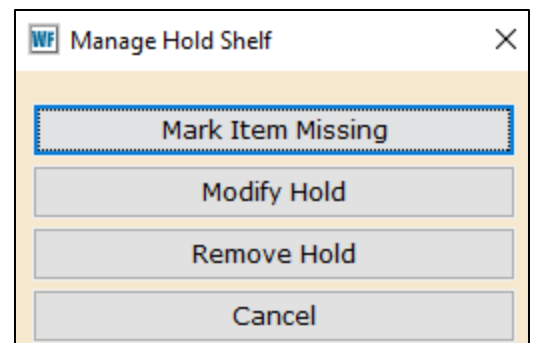 WF Manage Hold Shelf
Mark Item Missing
Modify Hold
Remove Hold
Cancel